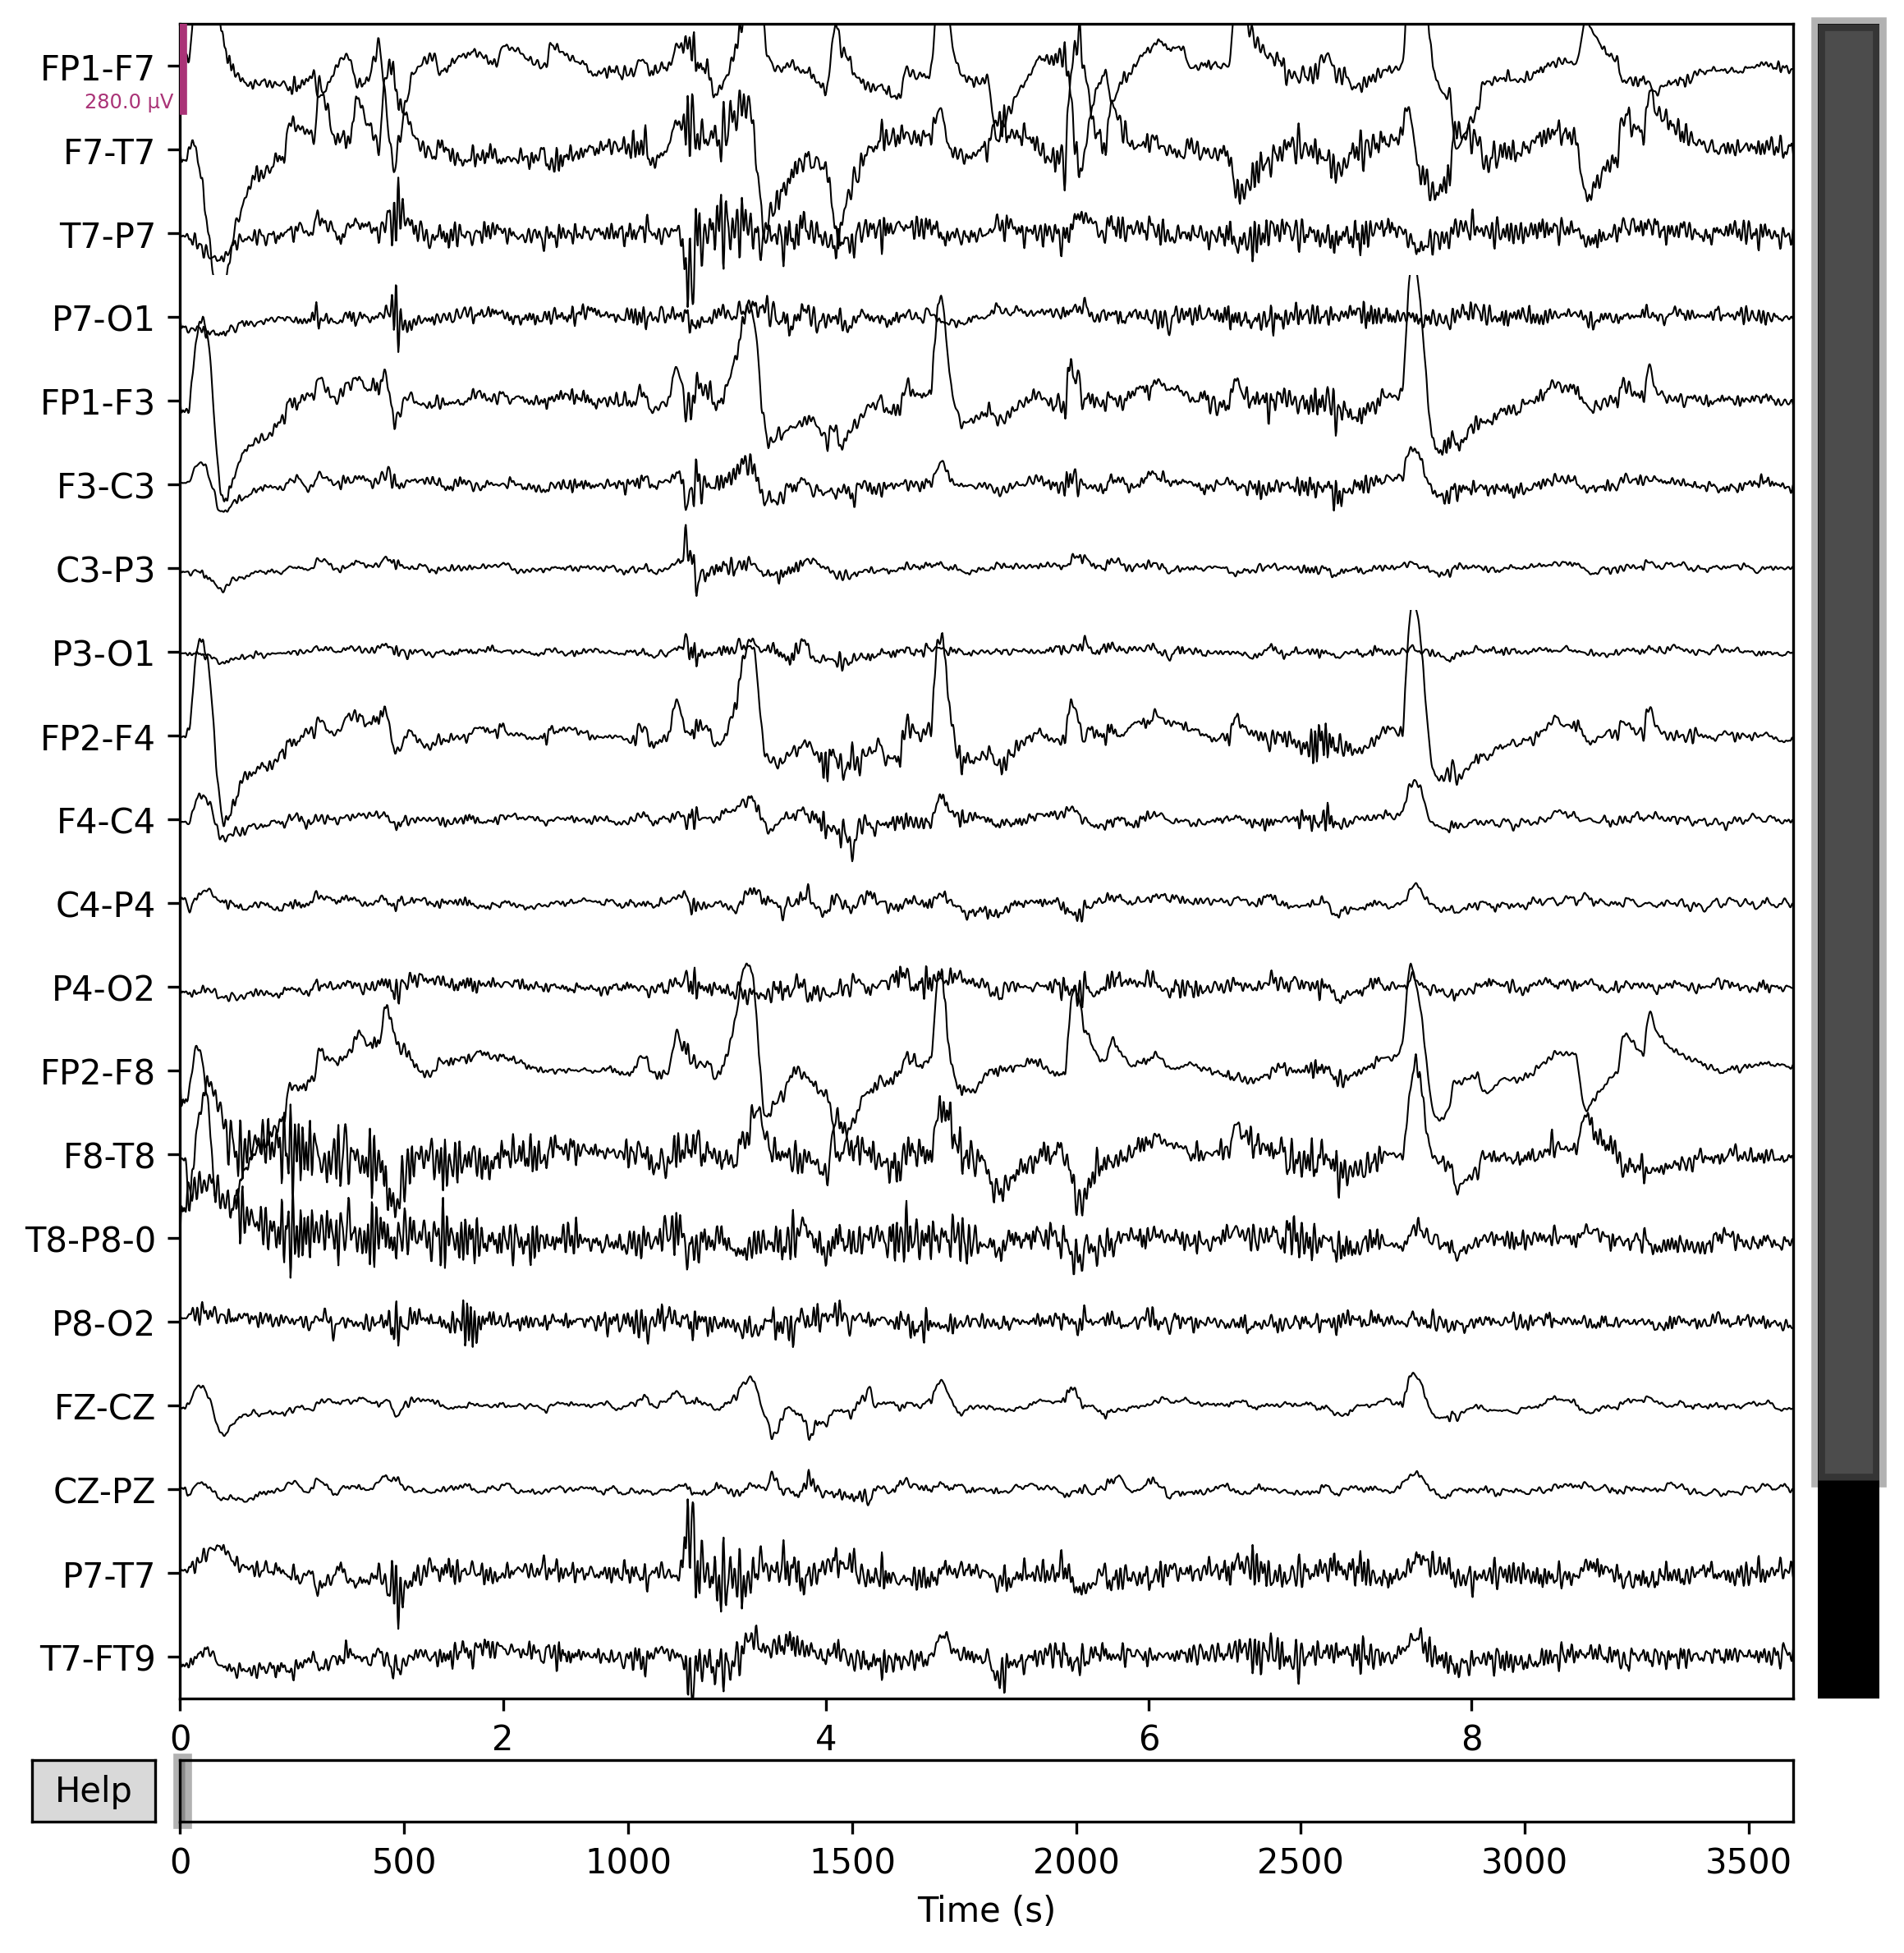 FP1-F7
280.0 µV
F7-T7
T7-P7
P7-O1
FP1-F3
F3-C3
C3-P3
P3-O1
FP2-F4
F4-C4
C4-P4
P4-O2
FP2-F8
F8-T8
T8-P8-0
P8-O2
FZ-CZ
CZ-PZ
P7-T7
T7-FT9
0 2 4 6 8
Help
0 500 1000 1500 2000 2500 3000 3500
Time (s)